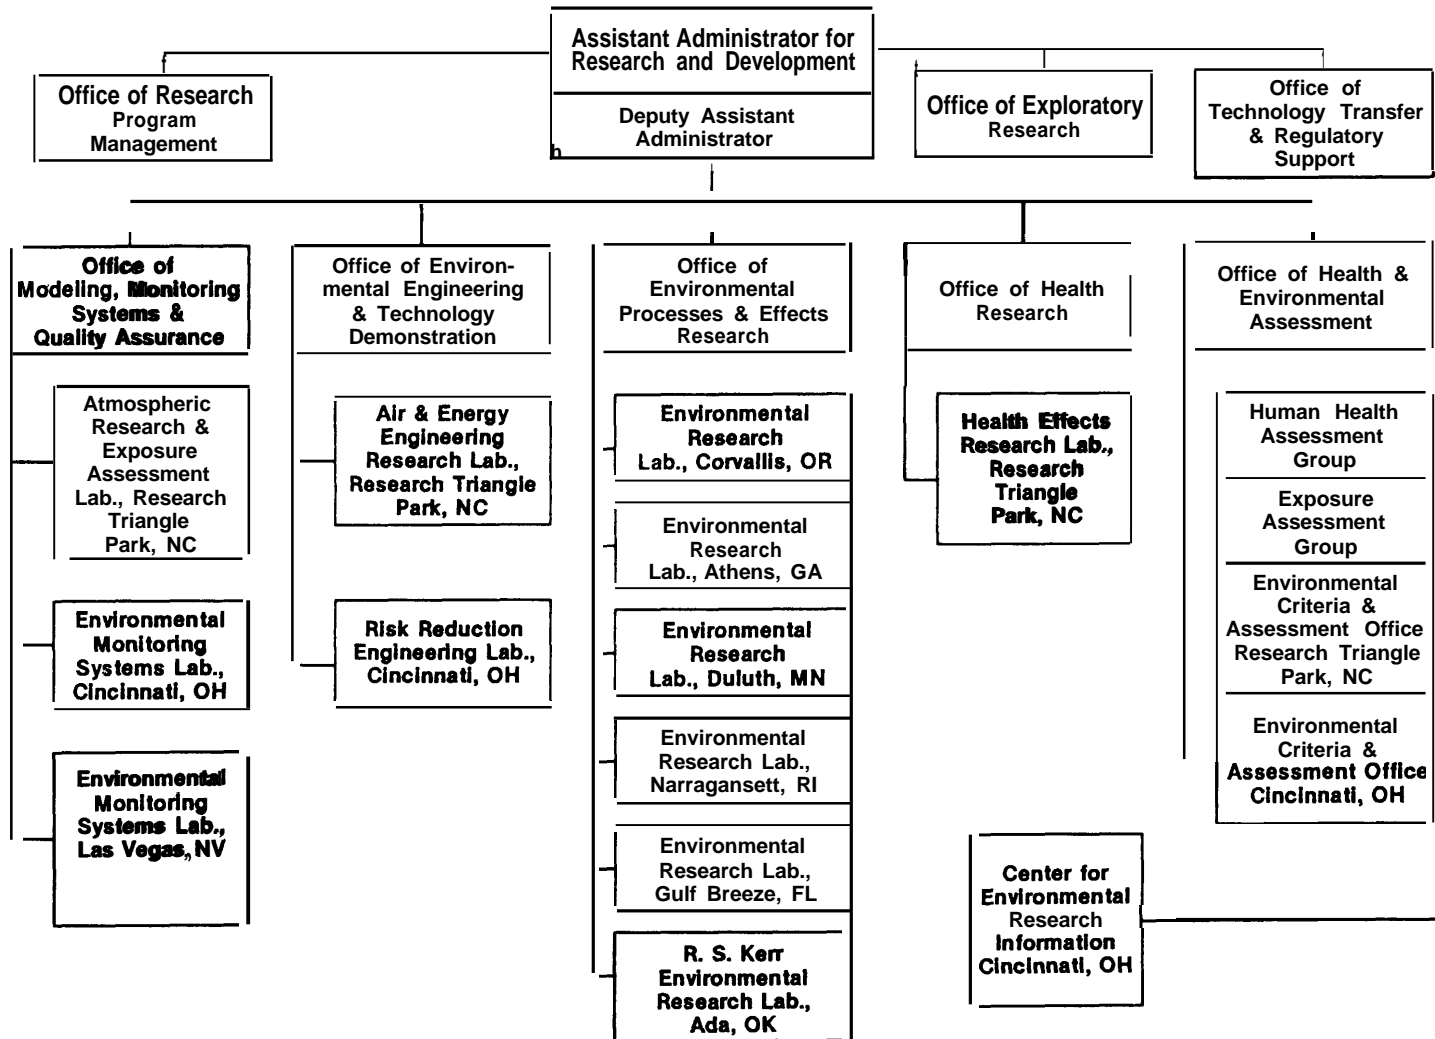 Assistant Administrator for
Research and Development
Deputy Assistant
Administrator
h
Office of Research
Program
Management
Office of Exploratory
Research
Office of
Technology Transfer
& Regulatory
Support
Office of
Modeling, Monitoring
Systems &
Quality Assurance
Atmospheric
Research &
Exposure
Assessment
Lab., Research
Triangle
Park, NC
Environmental
Monitoring
Systems Lab.,
Cincinnati, OH
Environmental
Monitoring
Systems Lab.,
Las Vegas, NV
Office of Environ-
mental Engineering
& Technology
Demonstration
Air & Energy
Engineering
Research Lab.,
Research Triangle
Park, NC
Risk Reduction
Engineering Lab.,
Cincinnati, OH
Office of
Environmental
Processes & Effects
Research
Environmental
Research
Lab., Corvallis, OR
Environmental
Research
Lab., Athens, GA
Environmental
Research
Lab., Duluth, MN
Environmental
Research Lab.,
Narragansett, RI
Environmental
Research Lab.,
Gulf Breeze, FL
R. S. Kerr
Environmental
Research Lab.,
Ada, OK
Office of Health
Research
Health Effects
Research Lab.,
Research
Triangle
Park, NC
Office of Health &
Environmental
Assessment
Human Health
Assessment
Group
Exposure
Assessment
Group
Environmental
Criteria &
Assessment Office
Research Triangle
Park, NC
Environmental
Criteria &
Assessment Office
Cincinnati, OH
Center for
Environmental
Research
Information
Cincinnati, OH